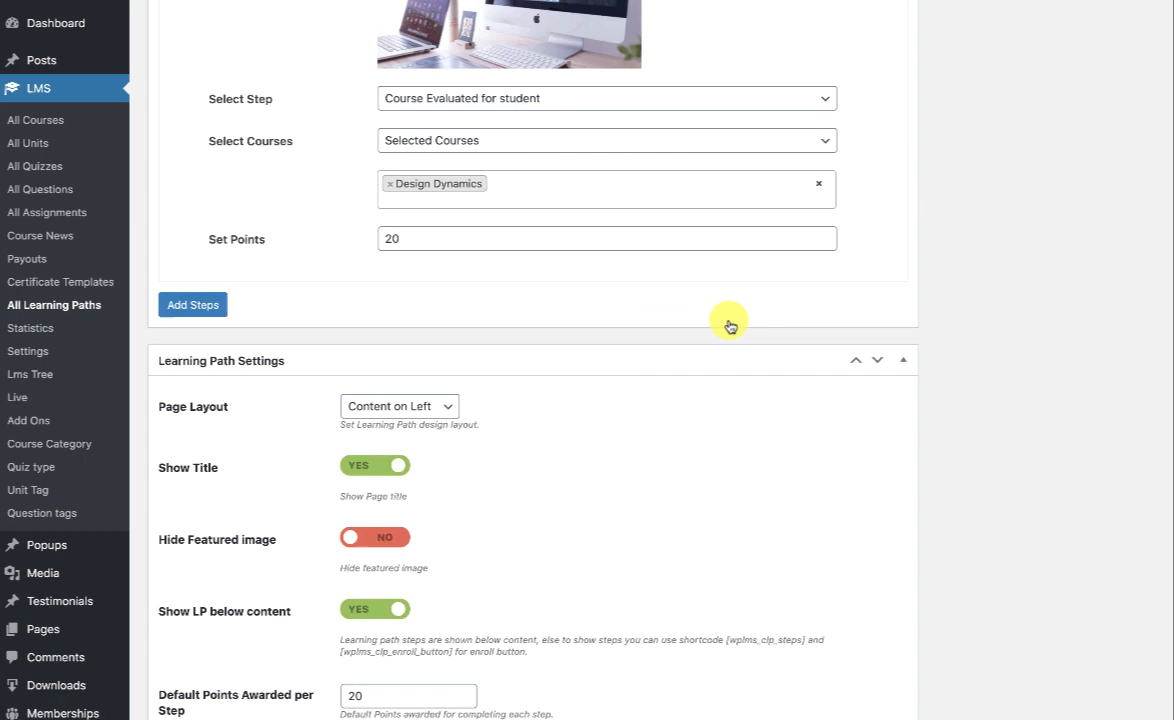 Dashboard
Posts
LMS
All Courses
All Units
All Quizzes
All Questions
All Assignments
Course News
Payouts
Certificate Templates
All Learning Paths
Statistics
Settings
Lms Tree
Live
Add Ons
Course Category
Quiz type
Unit Tag
Question tags
Popups
Media
Testimonials
Pages
Comments
Downloads
Memberships
Select Step
Course Evaluated for student
Select Courses
Selected Courses
× Design Dynamics
×
Set Points
20
Add Steps
Learning Path Settings
Page Layout
Content on Left
Set Learning Path design layout.
Show Title
YES
Show Page title
Hide Featured image
NO
Hide featured image
Show LP below content
YES
Learning path steps are shown below content, else to show steps you can use shortcode [wplms_clp_steps] and
[wplms_clp_enroll_button] for enroll button.
Default Points Awarded per
Step
20
Default Points awarded for completing each step.